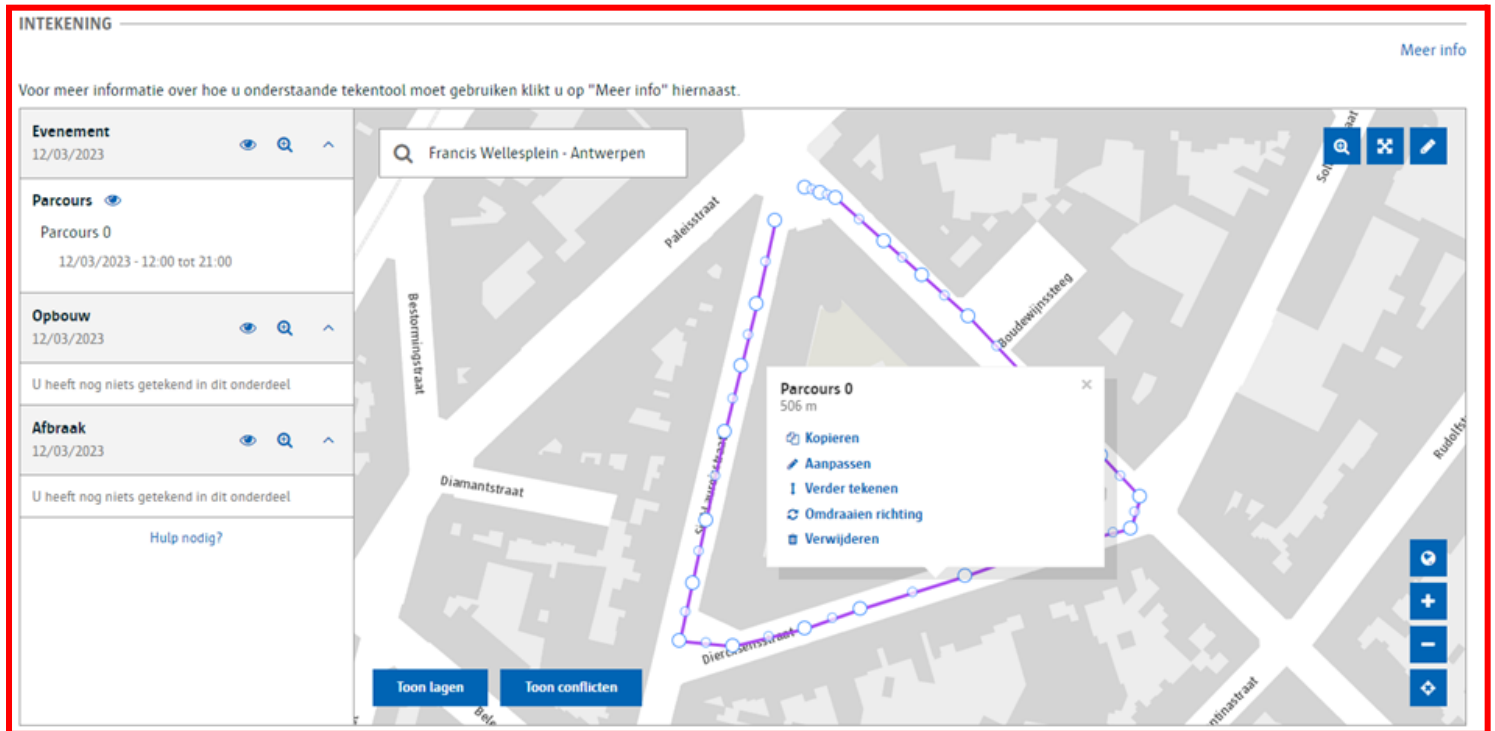 INTEKENING
Meer info
Voor meer informatie over hoe u onderstaande tekentool moet gebruiken klikt u op "Meer info" hiernaast.
Evenement
12/03/2023
Parcours
Parcours 0
12/03/2023 - 12:00 tot 21:00
Opbouw
12/03/2023
U heeft nog niets getekend in dit onderdeel
Afbraak
12/03/2023
U heeft nog niets getekend in dit onderdeel
Hulp nodig?
Francis Wellesplein - Antwerpen
Paleisstraat
Bestormingstraat
Boudewijnssteeg
Diamantstraat
Parcours 0
506 m
Kopieren
Aanpassen
Verder tekenen
Omdraaien richting
Verwijderen
Toon lagen
Toon conflicten